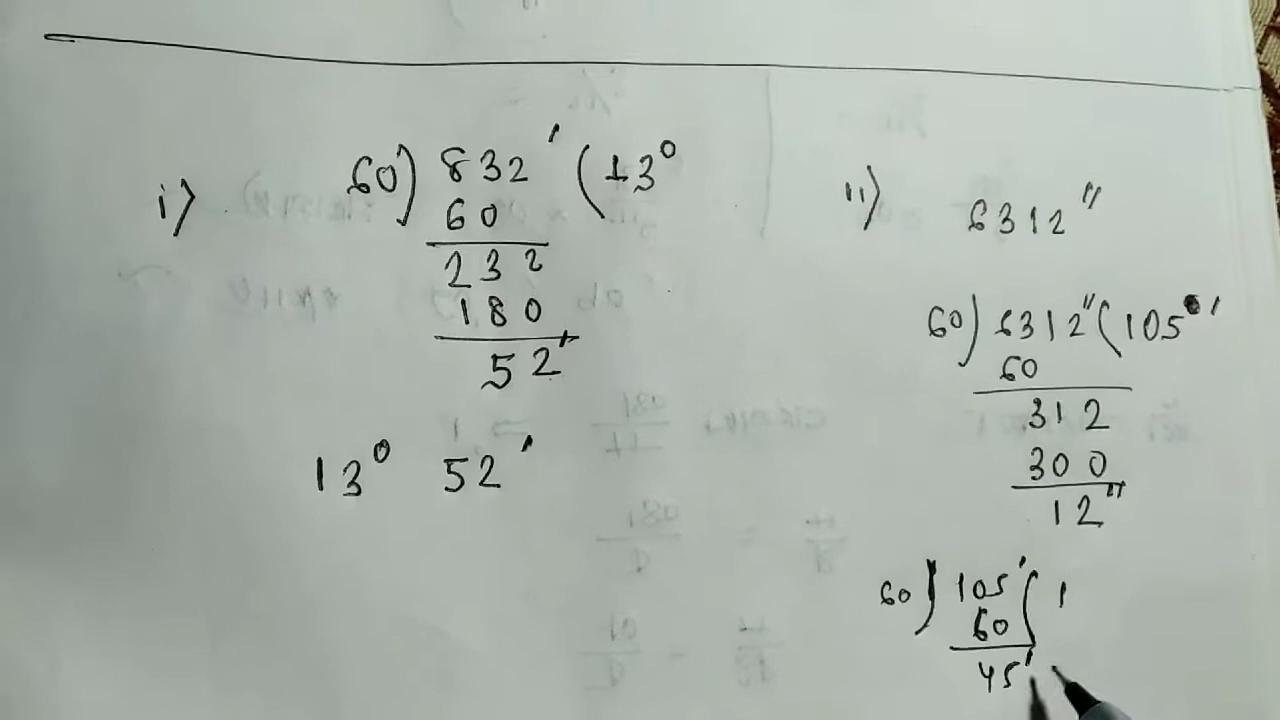 i) 60) 832′ (13°
60
232
180
52′
13° 52′
ii) 6312″
60) 6312″ (105′
60
312
300
12″
60) 105′ ( 1
60
45′